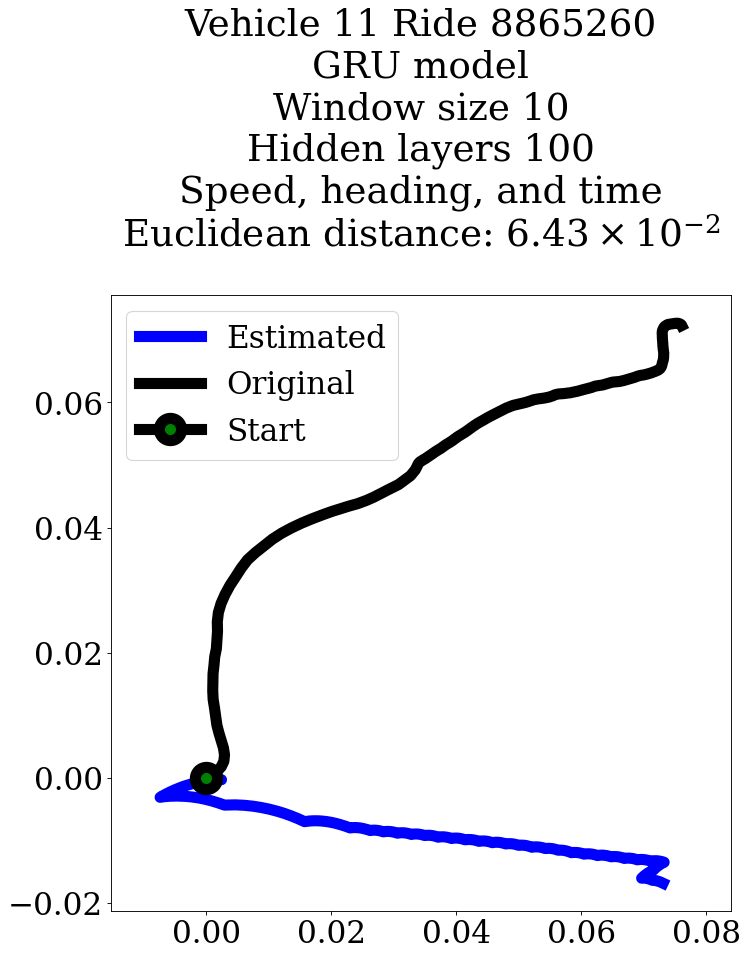 Vehicle 11 Ride 8865260
GRU model
Window size 10
Hidden layers 100
Speed, heading, and time
Euclidean distance: 6.43 × 10⁻²
Estimated
Original
Start
0.06
0.04
0.02
0.00
−0.02
0.00 0.02 0.04 0.06 0.08